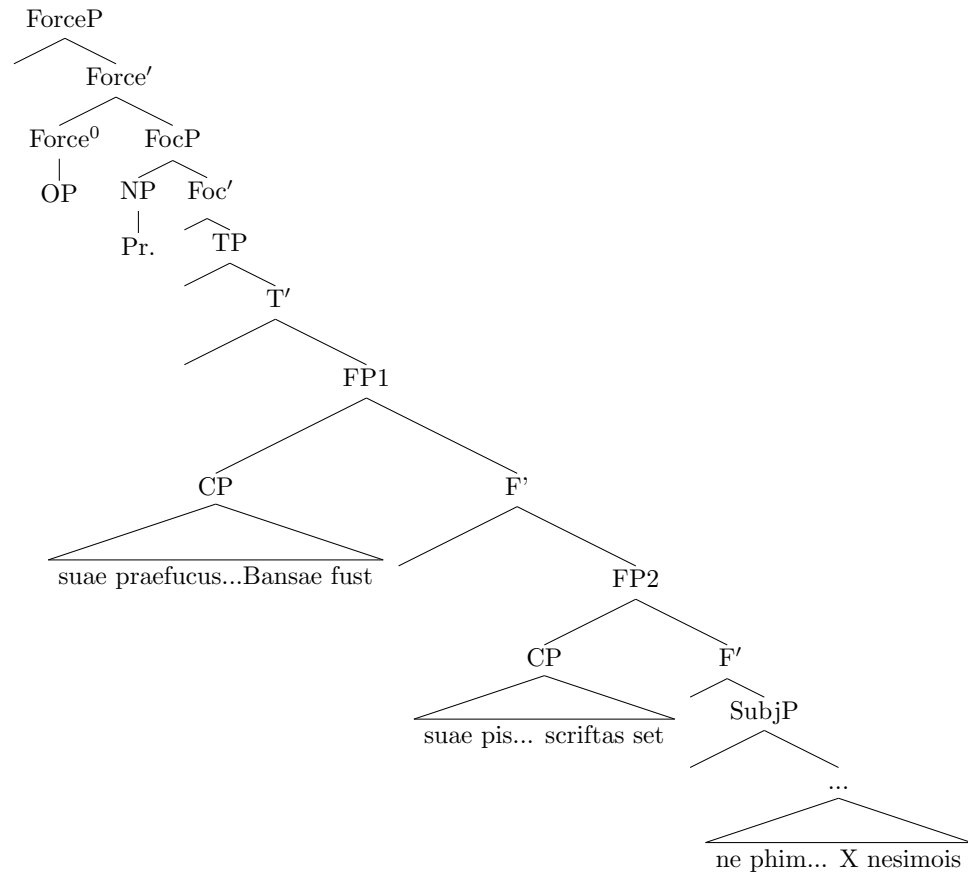 ForceP
Force′
Force⁰ FocP
OP NP Foc′
Pr. TP
T′
FP1
CP F’
suae praefucus...Bansae fust
FP2
CP F′
suae pis... scriftas set SubjP
...
ne phim... X nesimois